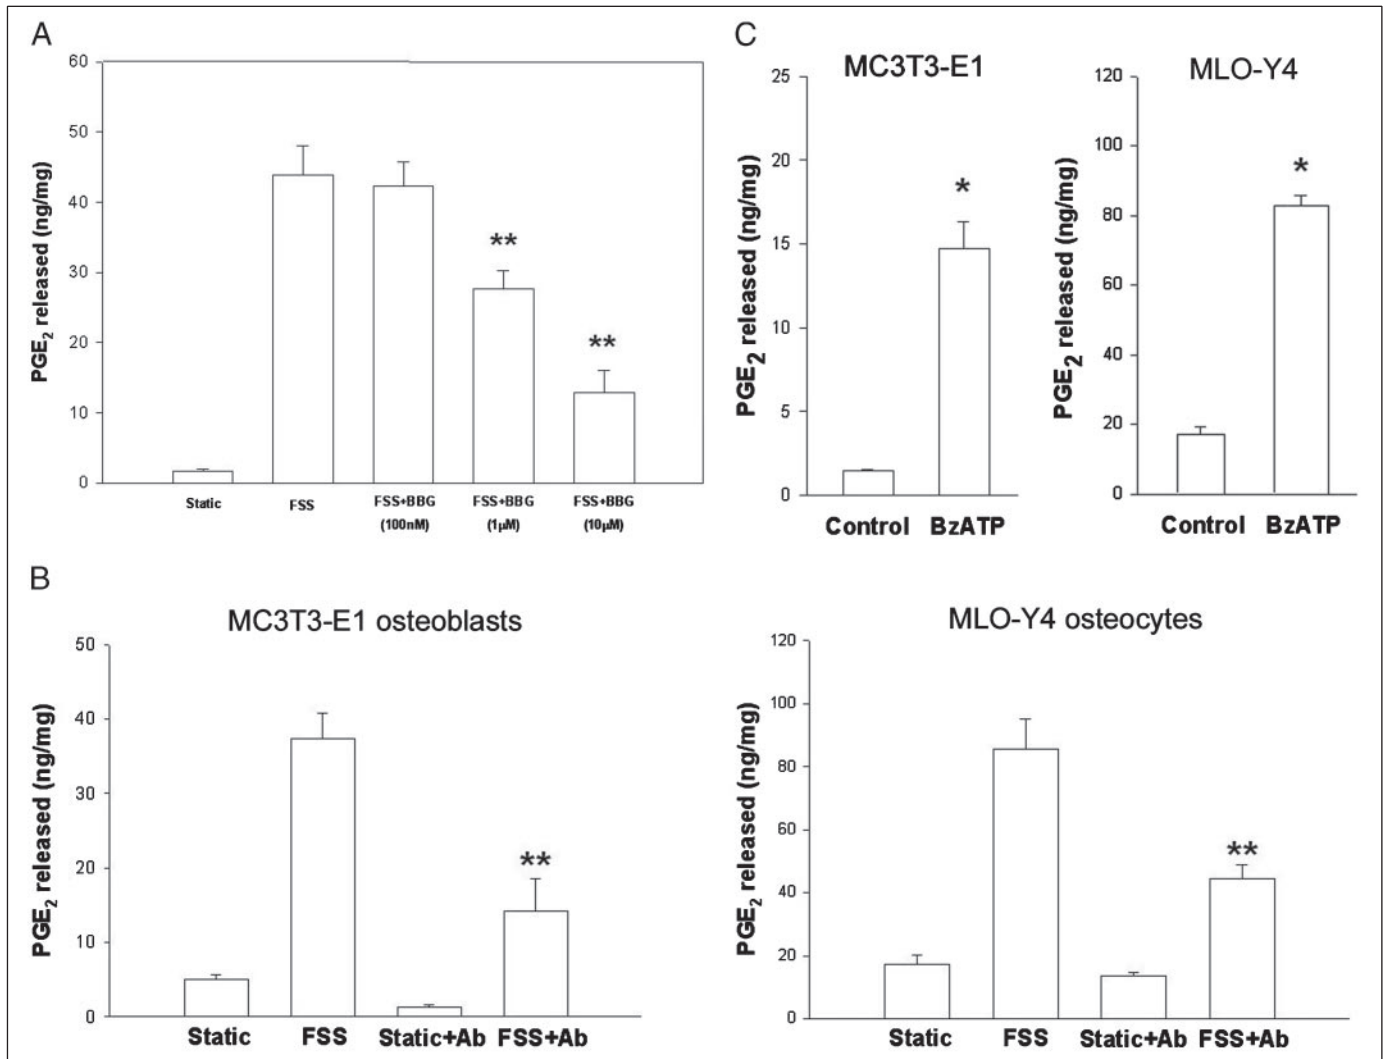 A
60
50
40
30
20
10
0
PGE2 released (ng/mg)
**
**
Static
FSS
FSS+BBG
(100nM)
FSS+BBG
(1µM)
FSS+BBG
(10µM)
C
MC3T3-E1
25
20
15
10
5
0
PGE2 released (ng/mg)
*
Control
BzATP
MLO-Y4
120
100
80
60
40
20
0
PGE2 released (ng/mg)
*
Control
BzATP
B
MC3T3-E1 osteoblasts
50
40
30
20
10
0
PGE2 released (ng/mg)
**
Static
FSS
Static+Ab
FSS+Ab
MLO-Y4 osteocytes
120
100
80
60
40
20
0
PGE2 released (ng/mg)
**
Static
FSS
Static+Ab
FSS+Ab